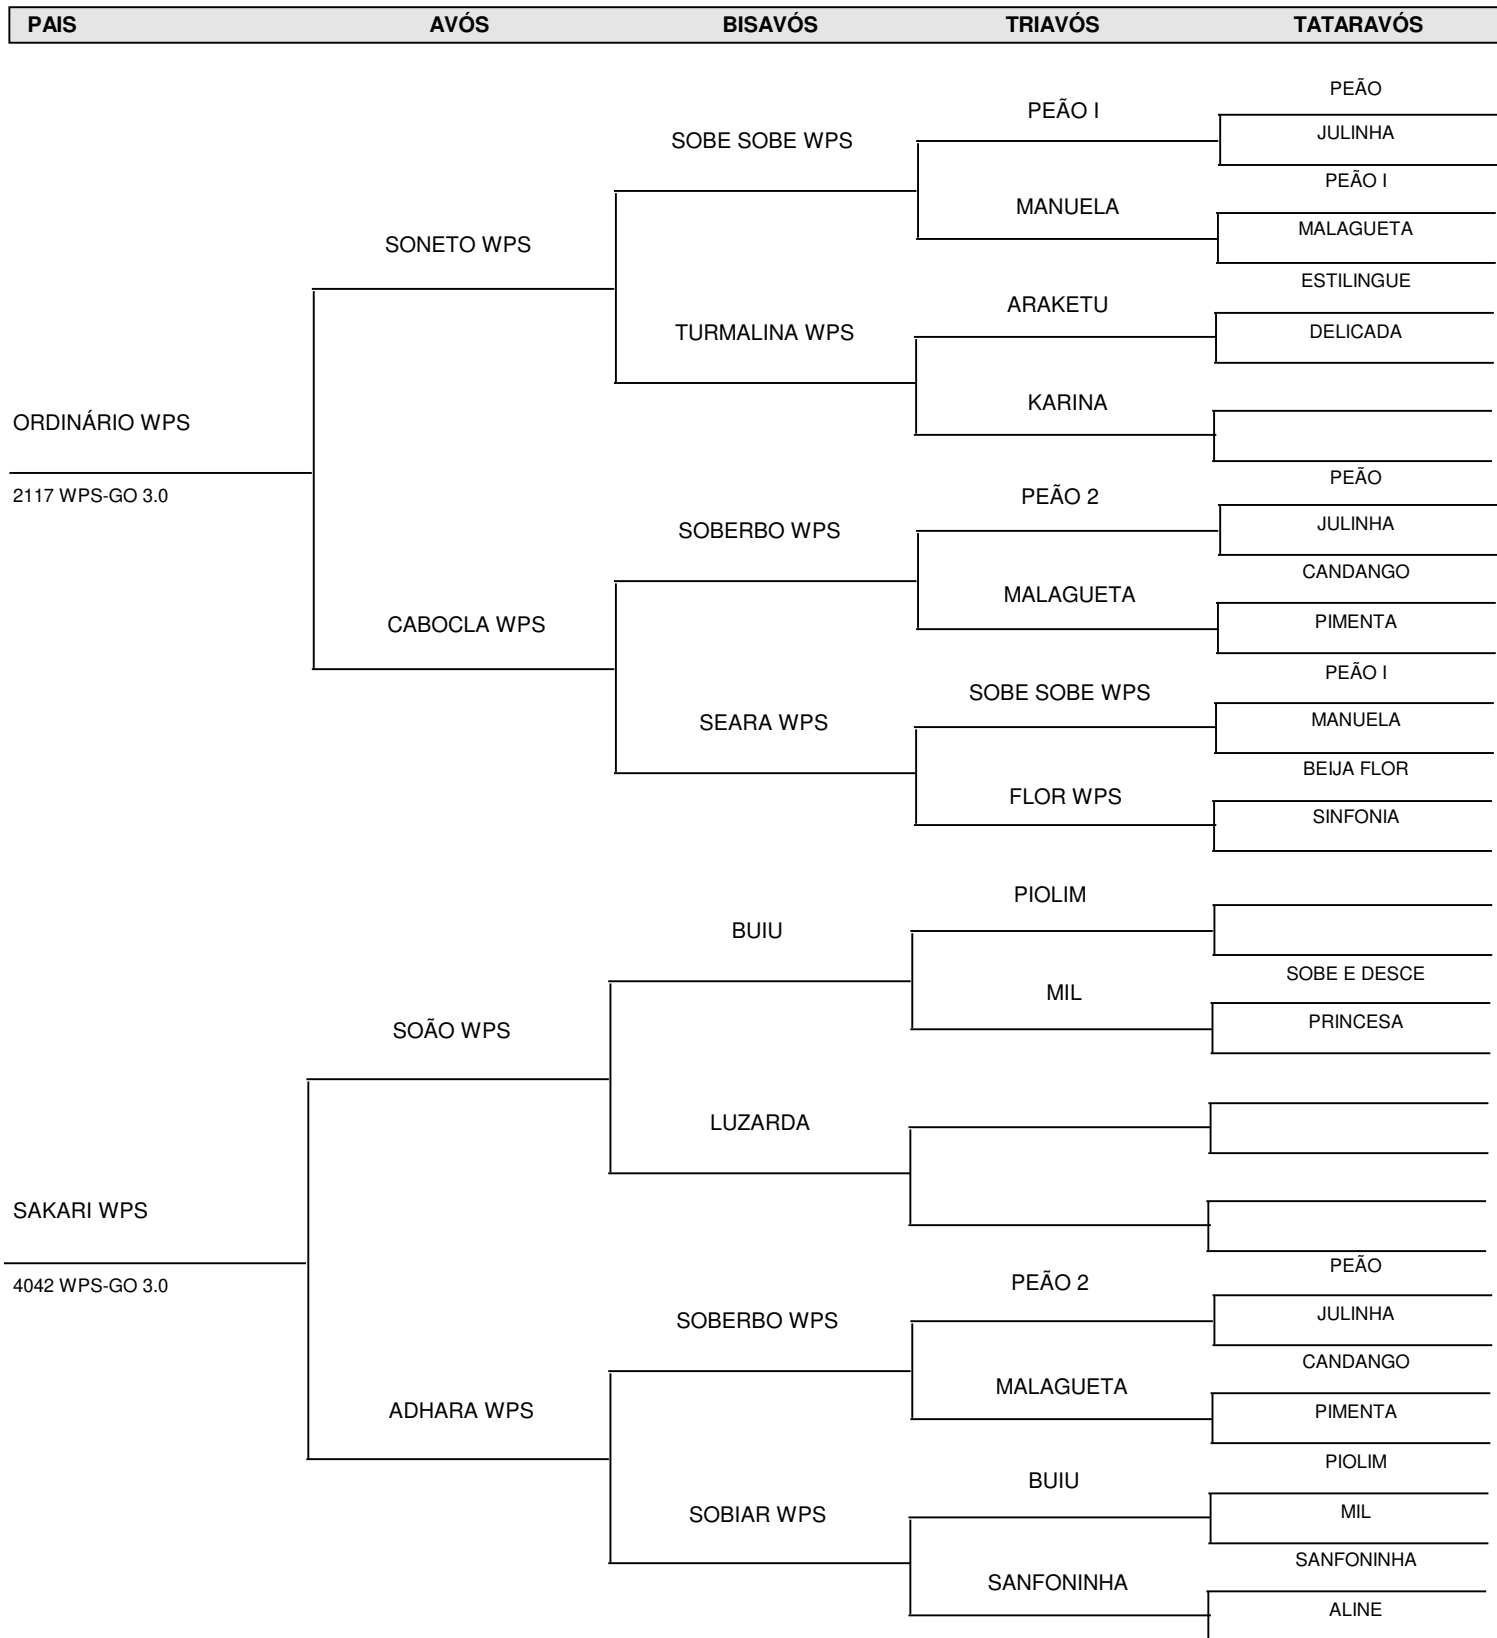 PAIS AVÓS BISAVÓS TRIAVÓS TATARAVÓS
PEÃO
PEÃO I
JULINHA
SOBE SOBE WPS
PEÃO I
MANUELA
MALAGUETA
SONETO WPS
ESTILINGUE
ARAKETU
TURMALINA WPS
DELICADA
KARINA
ORDINÁRIO WPS
PEÃO
2117 WPS-GO 3.0
PEÃO 2
JULINHA
SOBERBO WPS
CANDANGO
MALAGUETA
PIMENTA
CABOCLA WPS
PEÃO I
SOBE SOBE WPS
MANUELA
SEARA WPS
BEIJA FLOR
FLOR WPS
SINFONIA
PIOLIM
BUIU
SOBE E DESCE
MIL
PRINCESA
SOÃO WPS
LUZARDA
SAKARI WPS
PEÃO
4042 WPS-GO 3.0
PEÃO 2
JULINHA
SOBERBO WPS
CANDANGO
MALAGUETA
PIMENTA
ADHARA WPS
PIOLIM
BUIU
MIL
SOBIAR WPS
SANFONINHA
SANFONINHA
ALINE